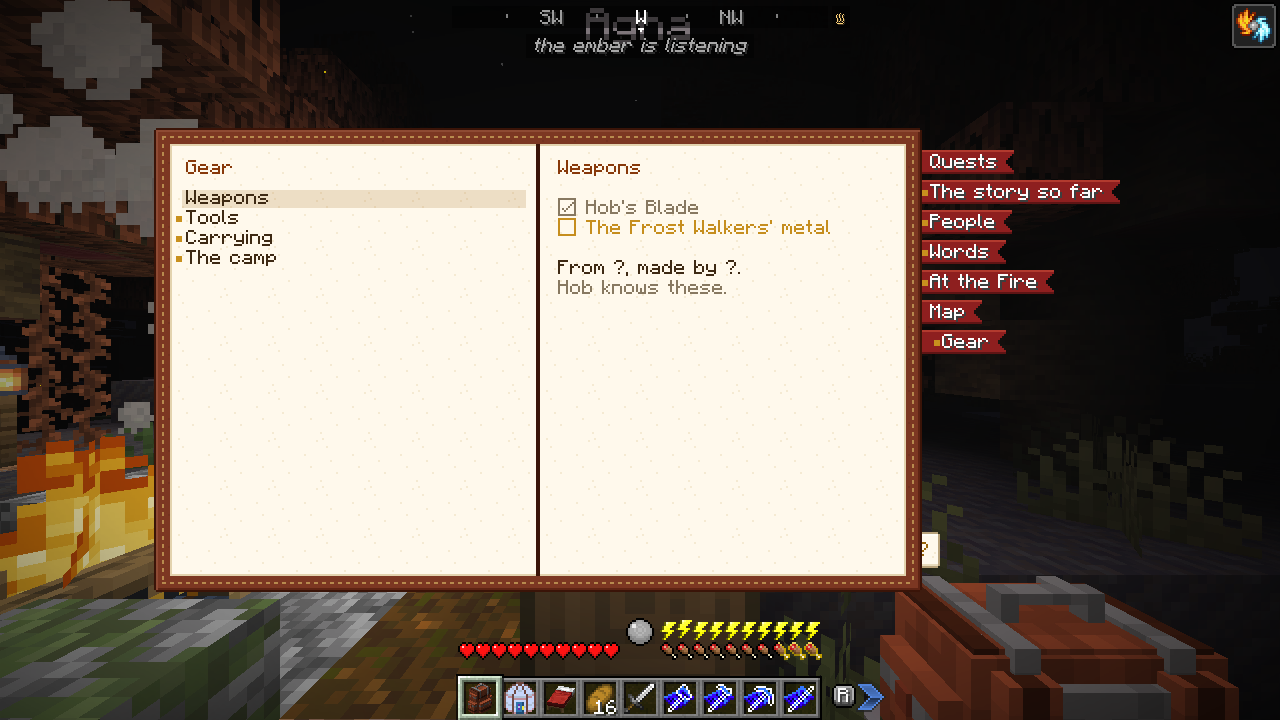 SW W NW
Agna
the ember is listening
Gear
Weapons
Tools
Carrying
The camp
Weapons
Hob's Blade
The Frost Walkers' metal
From ?, made by ?.
Hob knows these.
Quests
The story so far
People
Words
At the Fire
Map
Gear
?
16
R